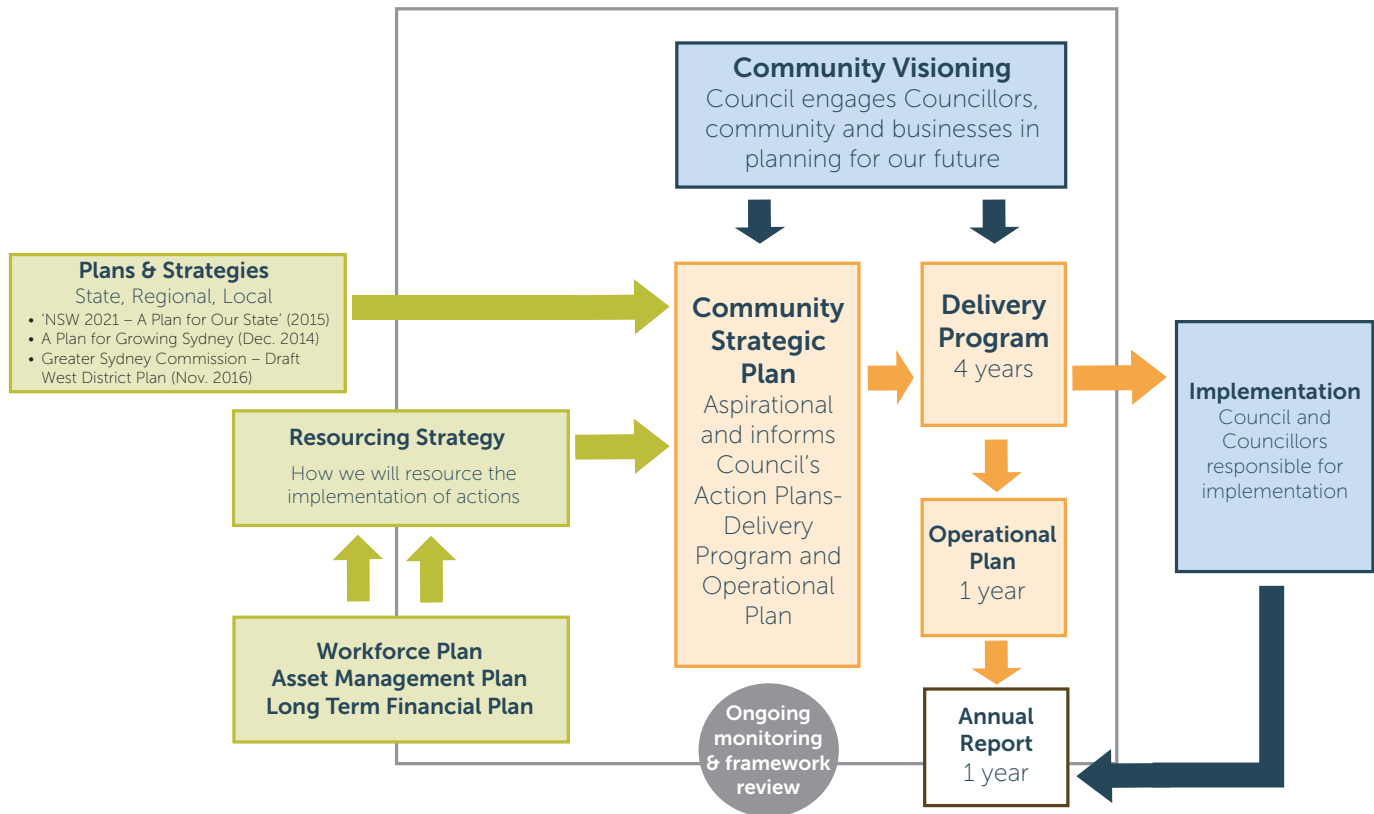 Community Visioning
Council engages Councillors,
community and businesses in
planning for our future
Plans & Strategies
State, Regional, Local
• ‘NSW 2021 – A Plan for Our State’ (2015)
• A Plan for Growing Sydney (Dec. 2014)
• Greater Sydney Commission – Draft
West District Plan (Nov. 2016)
Resourcing Strategy
How we will resource the
implementation of actions
Workforce Plan
Asset Management Plan
Long Term Financial Plan
Community
Strategic
Plan
Aspirational
and informs
Council’s
Action Plans-
Delivery
Program and
Operational
Plan
Delivery
Program
4 years
Operational
Plan
1 year
Annual
Report
1 year
Implementation
Council and
Councillors
responsible for
implementation
Ongoing
monitoring
& framework
review